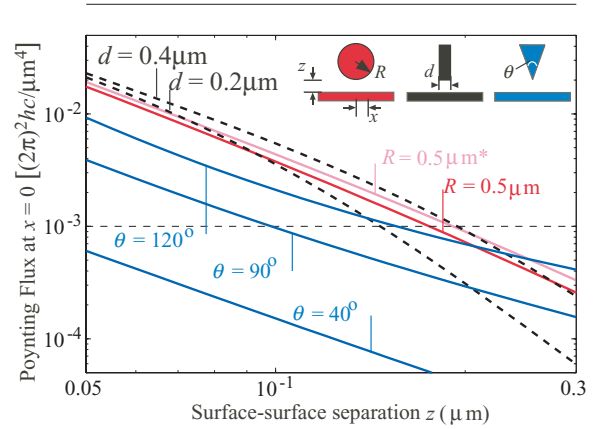 d = 0.4µm
d = 0.2µm
z
R
x
d
θ
R = 0.5µm*
R = 0.5µm
θ = 120°
θ = 90°
θ = 40°
10⁻²
10⁻³
10⁻⁴
0.05
10⁻¹
0.3
Poynting Flux at x = 0 [(2π)²hc/µm⁴]
Surface-surface separation z (µm)